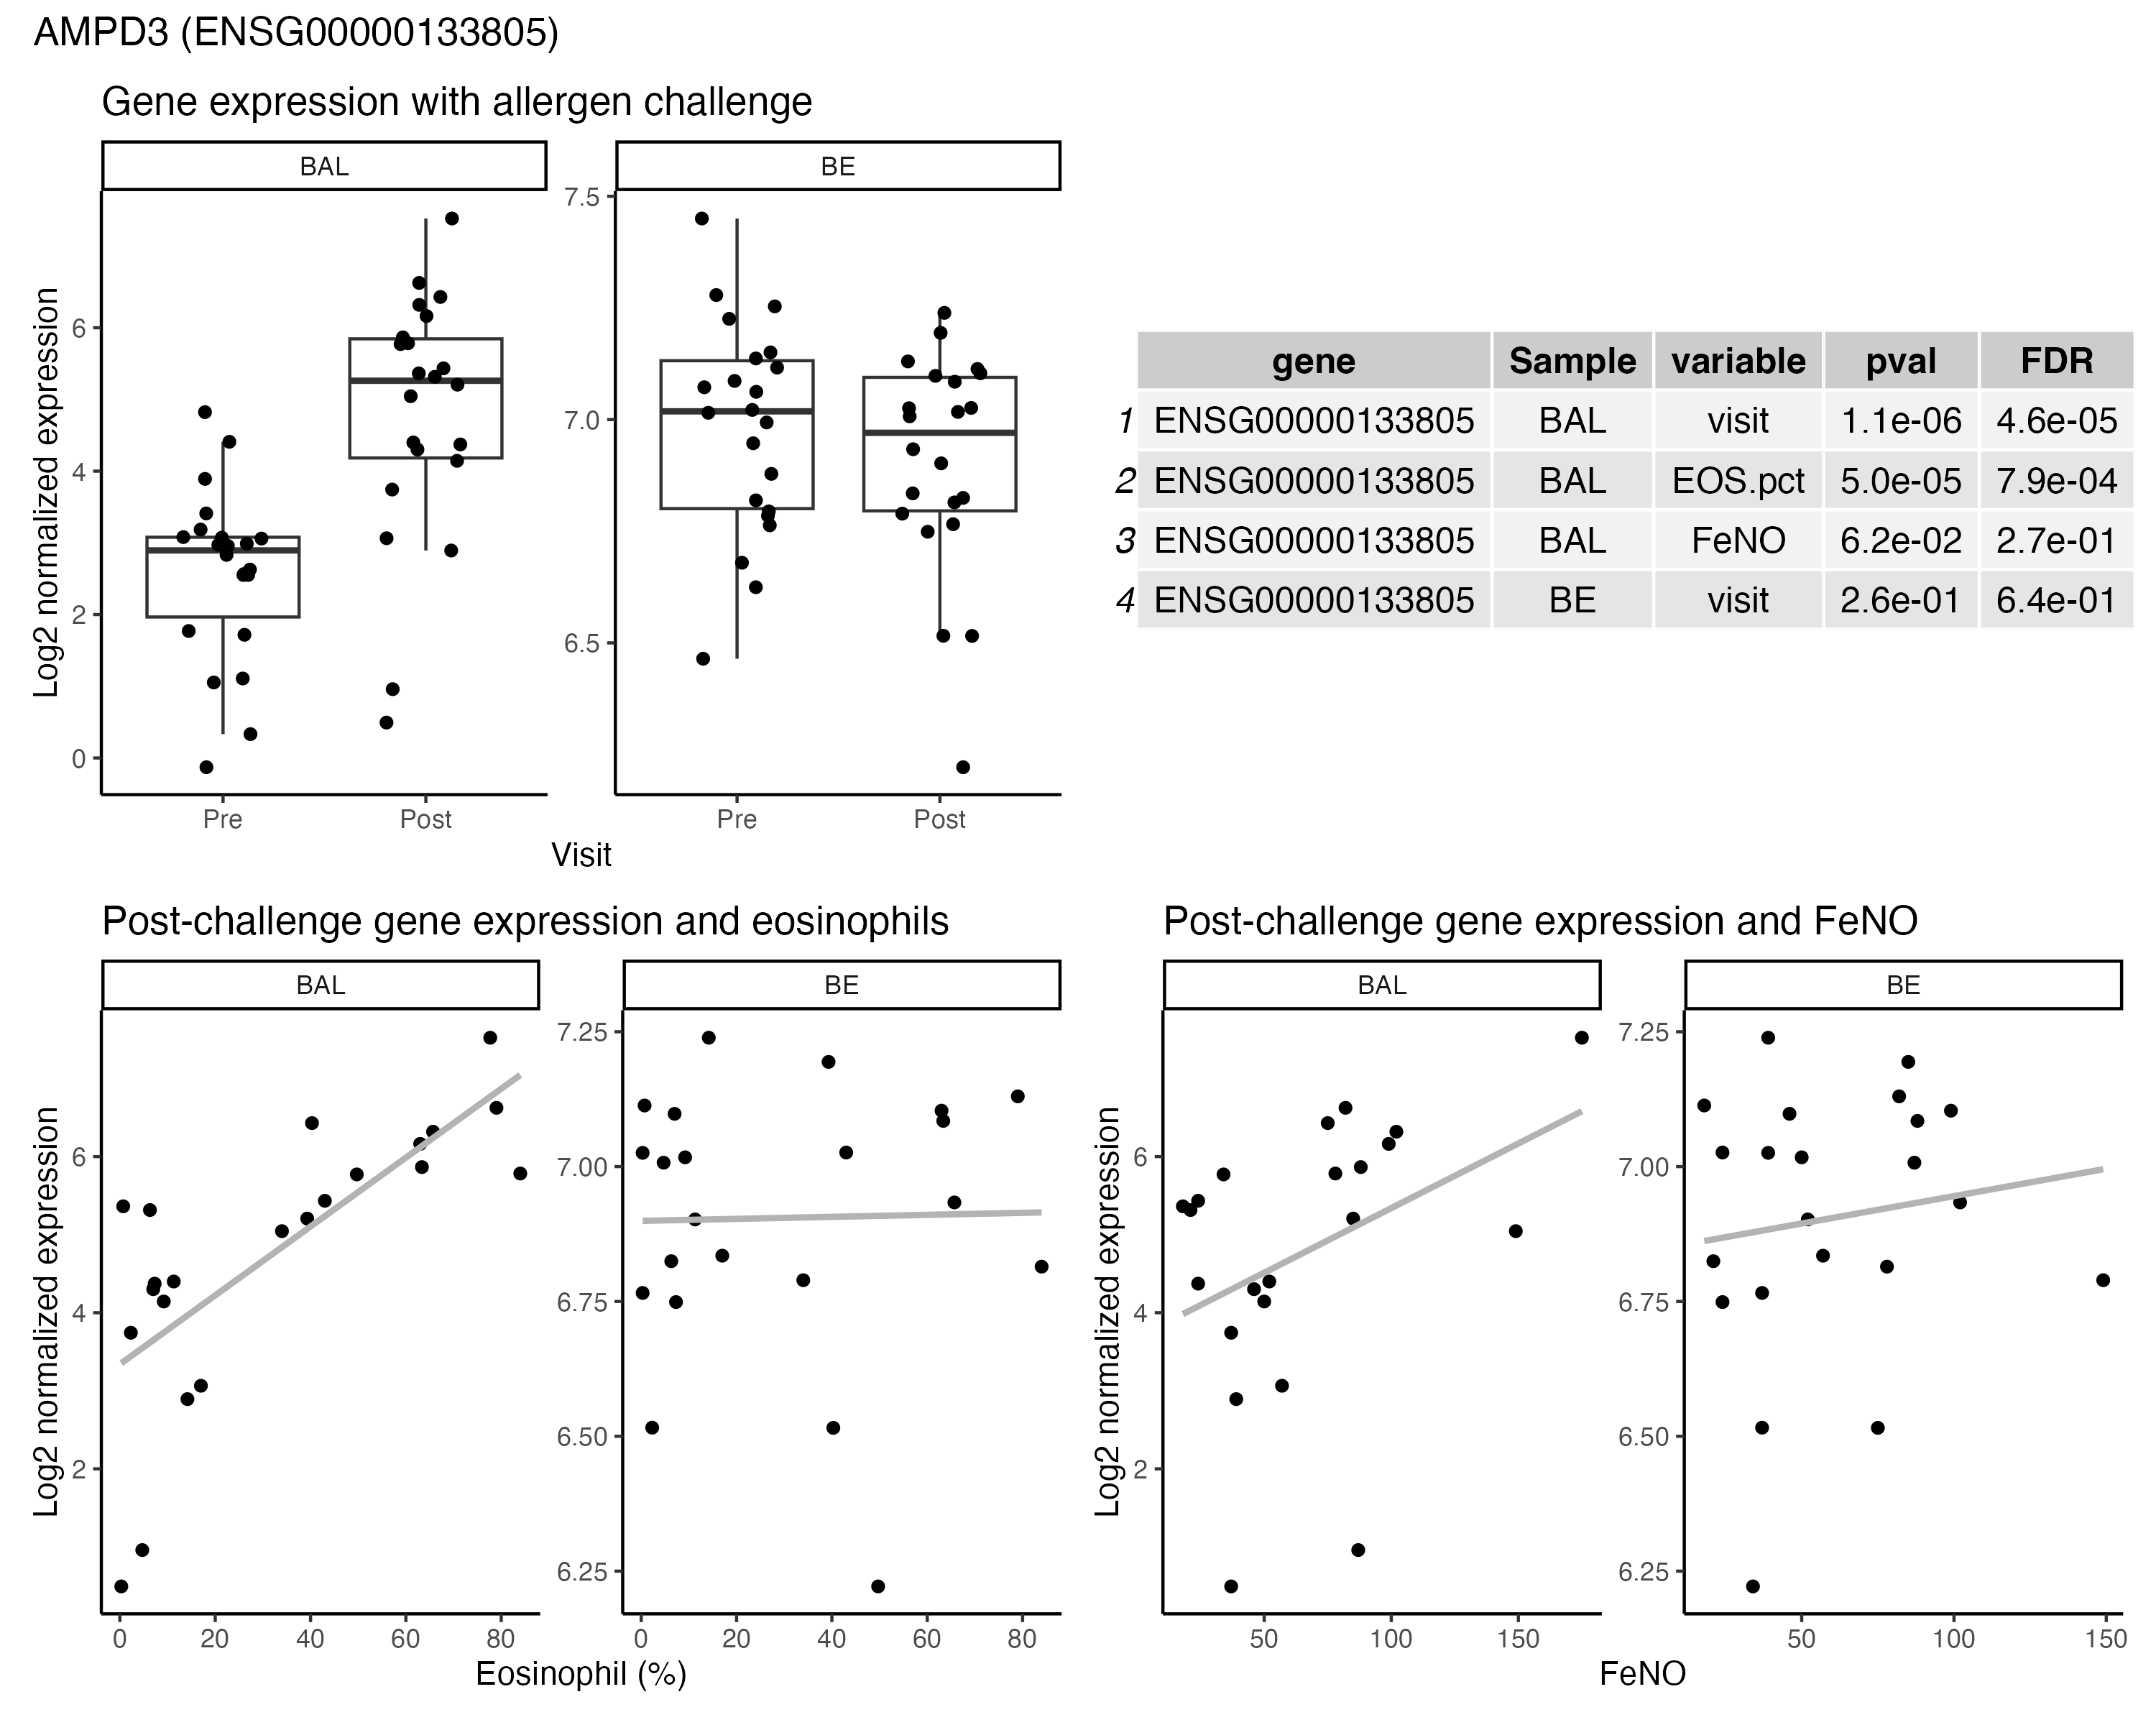 AMPD3 (ENSG00000133805)
Gene expression with allergen challenge
BAL
BE
Log2 normalized expression
6
4
2
0
7.5
7.0
6.5
Pre
Post
Pre
Post
Visit
gene Sample variable pval FDR
1 ENSG00000133805 BAL visit 1.1e-06 4.6e-05
2 ENSG00000133805 BAL EOS.pct 5.0e-05 7.9e-04
3 ENSG00000133805 BAL FeNO 6.2e-02 2.7e-01
4 ENSG00000133805 BE visit 2.6e-01 6.4e-01
Post-challenge gene expression and eosinophils
BAL
BE
Log2 normalized expression
6
4
2
7.25
7.00
6.75
6.50
6.25
0 20 40 60 80
0 20 40 60 80
Eosinophil (%)
Post-challenge gene expression and FeNO
BAL
BE
Log2 normalized expression
6
4
2
7.25
7.00
6.75
6.50
6.25
50 100 150
50 100 150
FeNO